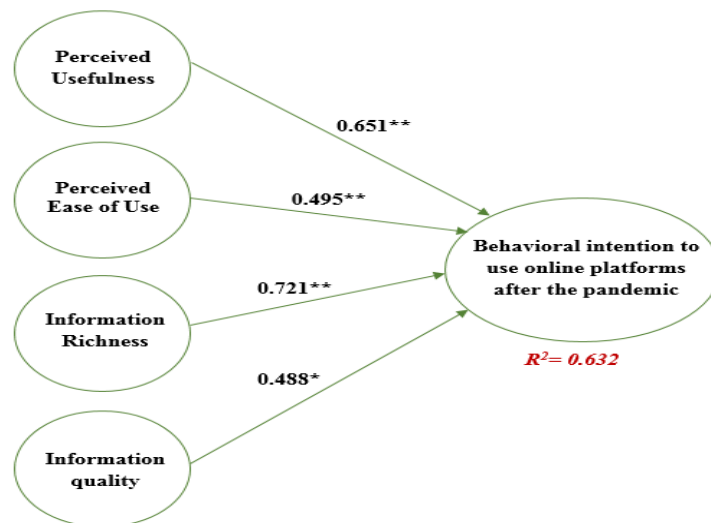 Perceived
Usefulness
0.651**
Perceived
Ease of Use
0.495**
Behavioral intention to
use online platforms
after the pandemic
Information
Richness
0.721**
R²= 0.632
0.488*
Information
quality